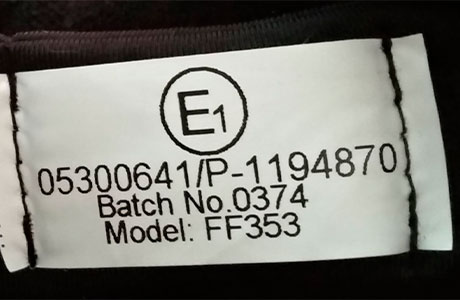 E1
05300641/P-1194870
Batch No.0374
Model: FF353